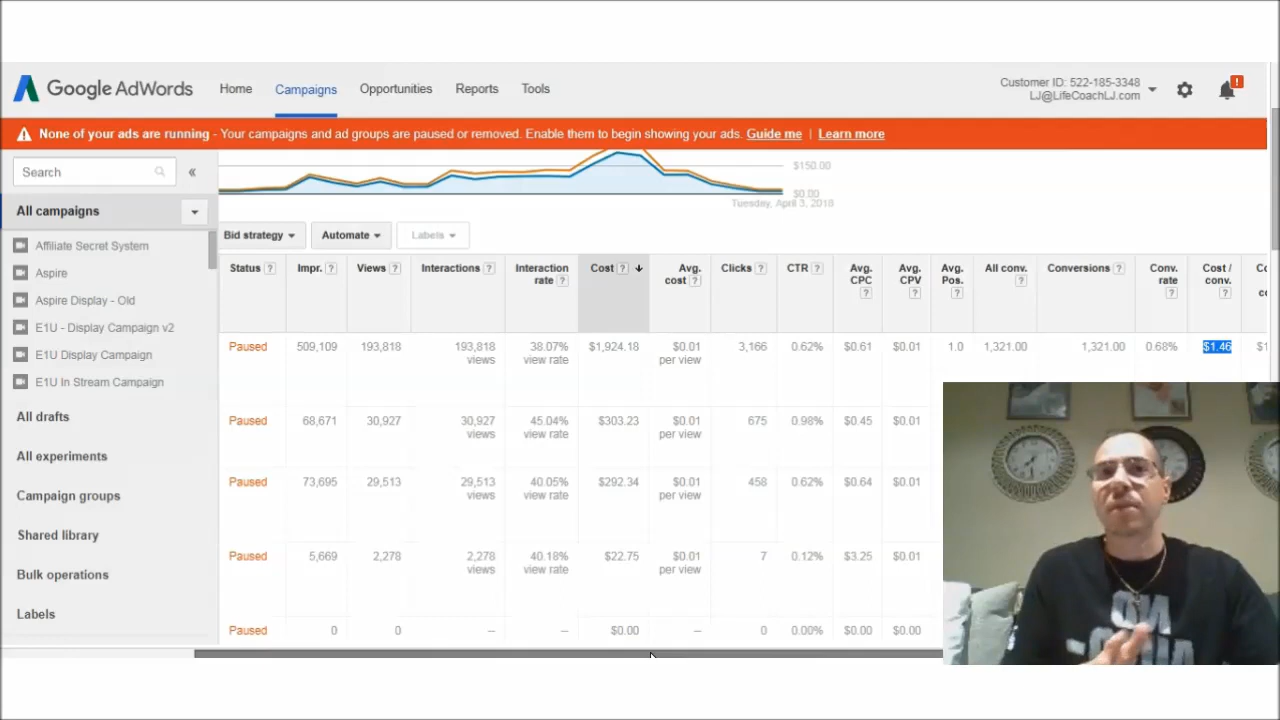 Google AdWords Home Campaigns Opportunities Reports Tools
Customer ID: 522-185-3348
LJ@LifeCoachLJ.com
!
None of your ads are running - Your campaigns and ad groups are paused or removed. Enable them to begin showing your ads. Guide me | Learn more
Search «
All campaigns
Affiliate Secret System
Aspire
Aspire Display - Old
E1U - Display Campaign v2
E1U Display Campaign
E1U In Stream Campaign
All drafts
All experiments
Campaign groups
Shared library
Bulk operations
Labels
$150.00
$0.00
Tuesday, April 3, 2018
Bid strategy Automate Labels
Status ? Impr. ? Views ? Interactions ? Interaction rate ? Cost ? Avg. cost ? Clicks ? CTR ? Avg. CPC ? Avg. CPV ? Avg. Pos. ? All conv. ? Conversions ? Conv. rate ? Cost / conv. ?
Paused 509,109 193,818 193,818 views 38.07% view rate $1,924.18 $0.01 per view 3,166 0.62% $0.61 $0.01 1.0 1,321.00 1,321.00 0.68% $1.46
Paused 68,671 30,927 30,927 views 45.04% view rate $303.23 $0.01 per view 675 0.98% $0.45 $0.01
Paused 73,695 29,513 29,513 views 40.05% view rate $292.34 $0.01 per view 458 0.62% $0.64 $0.01
Paused 5,669 2,278 2,278 views 40.18% view rate $22.75 $0.01 per view 7 0.12% $3.25 $0.01
Paused 0 0 -- -- $0.00 -- 0 0.00% $0.00 $0.00